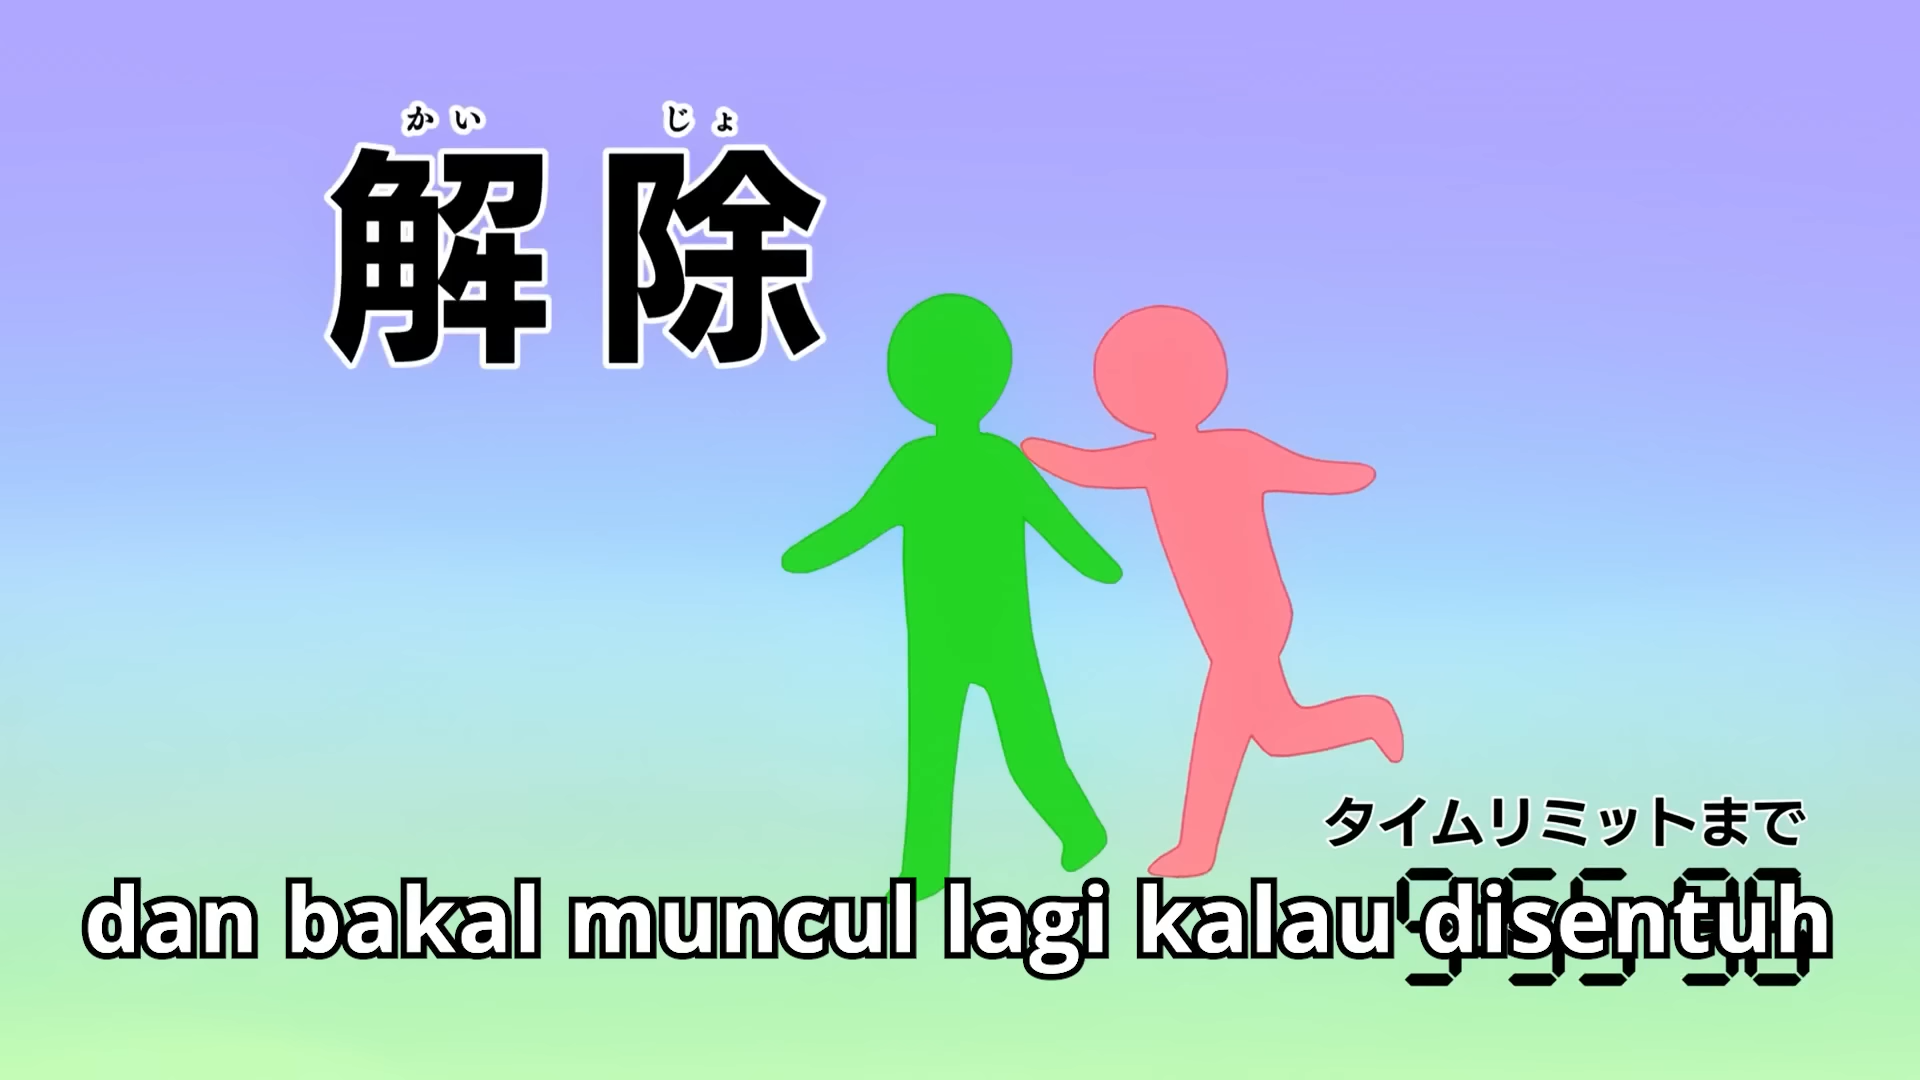 かい じょ
解除
タイムリミットまで
dan bakal muncul lagi kalau disentuh